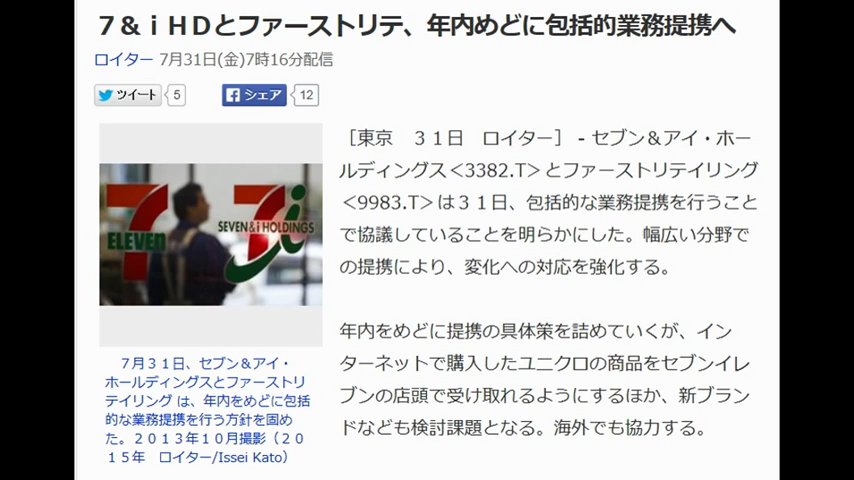 ７＆ｉＨＤとファーストリテ、年内めどに包括的業務提携へ
ロイター 7月31日(金)7時16分配信
ツイート 5 シェア 12
7 ELEVEN
SEVEN&i HOLDINGS
７月３１日、セブン＆アイ・
ホールディングスとファーストリ
テイリング は、年内をめどに包括
的な業務提携を行う方針を固め
た。２０１３年１０月撮影（２０
１５年　ロイター/Issei Kato）
［東京　３１日　ロイター］ - セブン＆アイ・ホー
ルディングス＜3382.T＞とファーストリテイリング
＜9983.T＞は３１日、包括的な業務提携を行うこと
で協議していることを明らかにした。幅広い分野で
の提携により、変化への対応を強化する。
年内をめどに提携の具体策を詰めていくが、イン
ターネットで購入したユニクロの商品をセブンイレ
ブンの店頭で受け取れるようにするほか、新ブラン
ドなども検討課題となる。海外でも協力する。